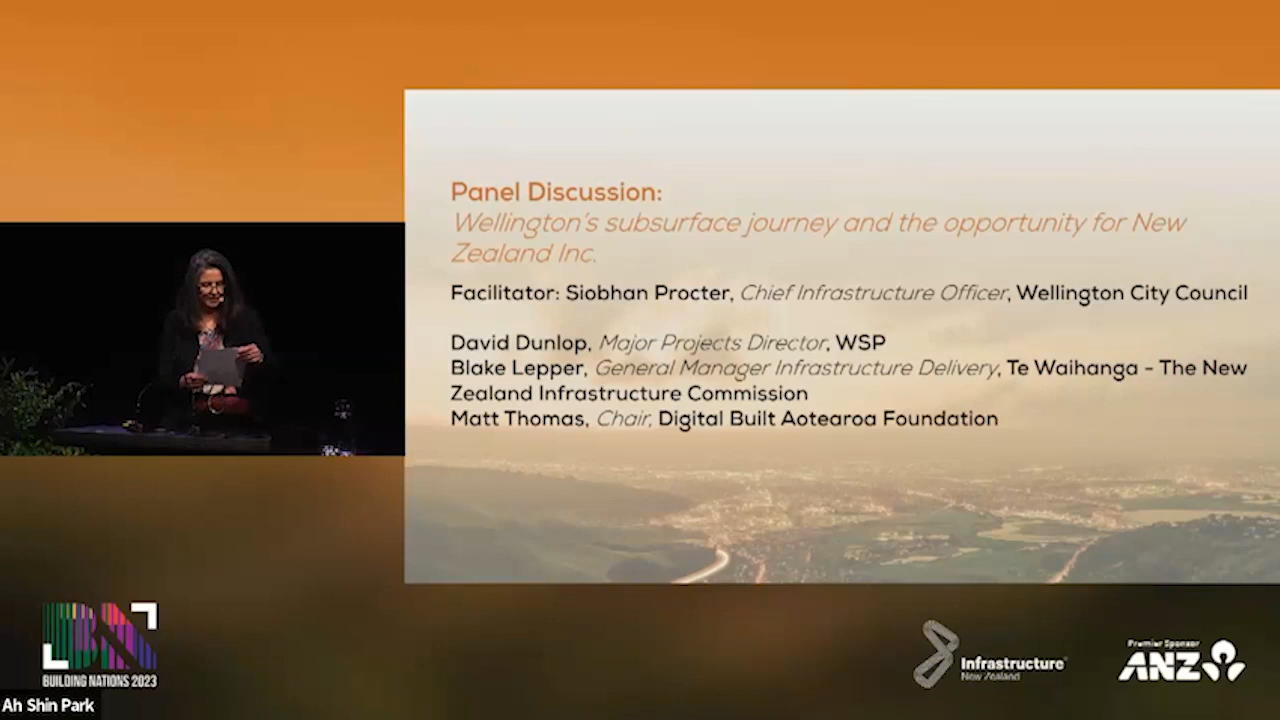 Panel Discussion:
Wellington's subsurface journey and the opportunity for New
Zealand Inc.
Facilitator: Siobhan Procter, Chief Infrastructure Officer, Wellington City Council
David Dunlop, Major Projects Director, WSP
Blake Lepper, General Manager Infrastructure Delivery, Te Waihanga - The New
Zealand Infrastructure Commission
Matt Thomas, Chair, Digital Built Aotearoa Foundation
BN
BUILDING NATIONS 2023
Infrastructure
New Zealand
Premier Sponsor
ANZ
Ah Shin Park